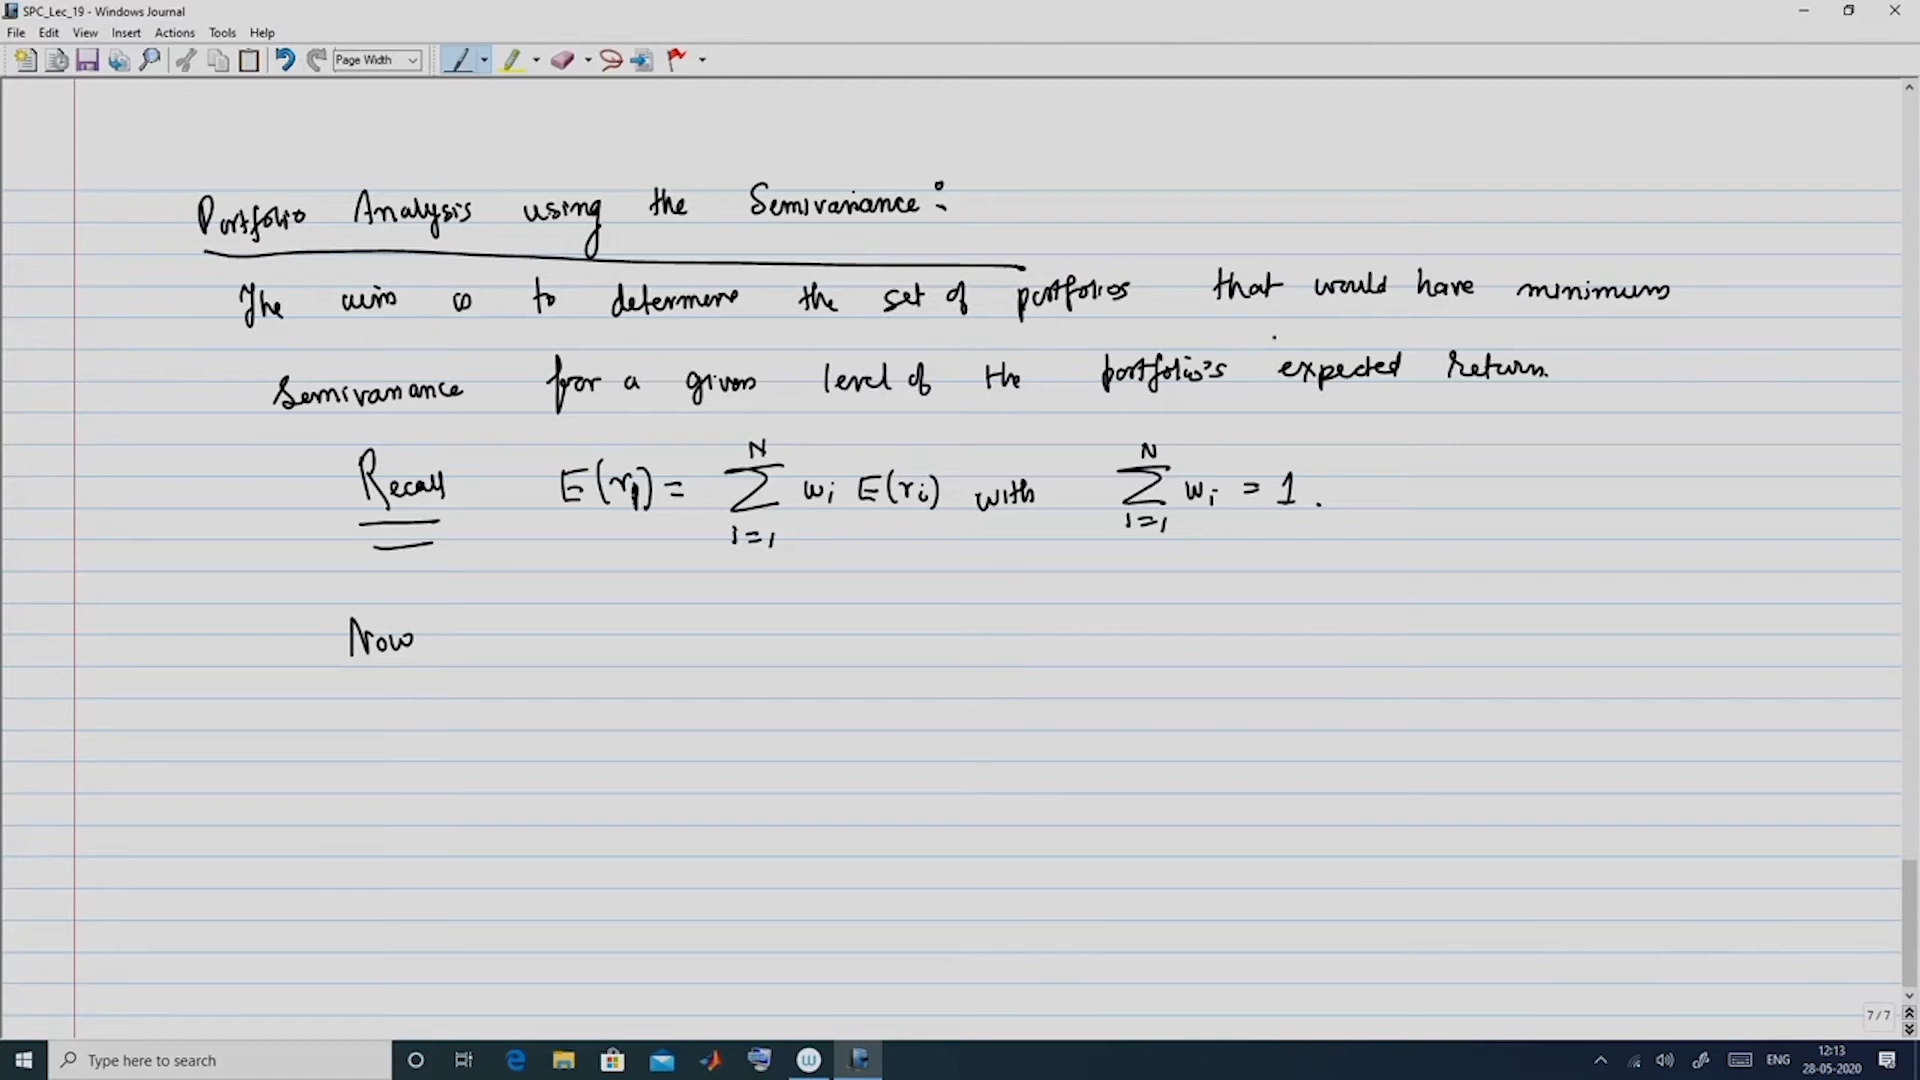 SPC_Lec_19 - Windows Journal
File Edit View Insert Actions Tools Help
Page Width
Portfolio Analysis using the Semivariance :-
The aim is to determine the set of portfolios that would have minimum
semivariance for a given level of the portfolio's expected return.
Recall E(rp) = ∑_{i=1}^{N} wi E(ri) with ∑_{i=1}^{N} wi = 1.
Now
7 / 7
Type here to search
ENG
12:13
28-05-2020